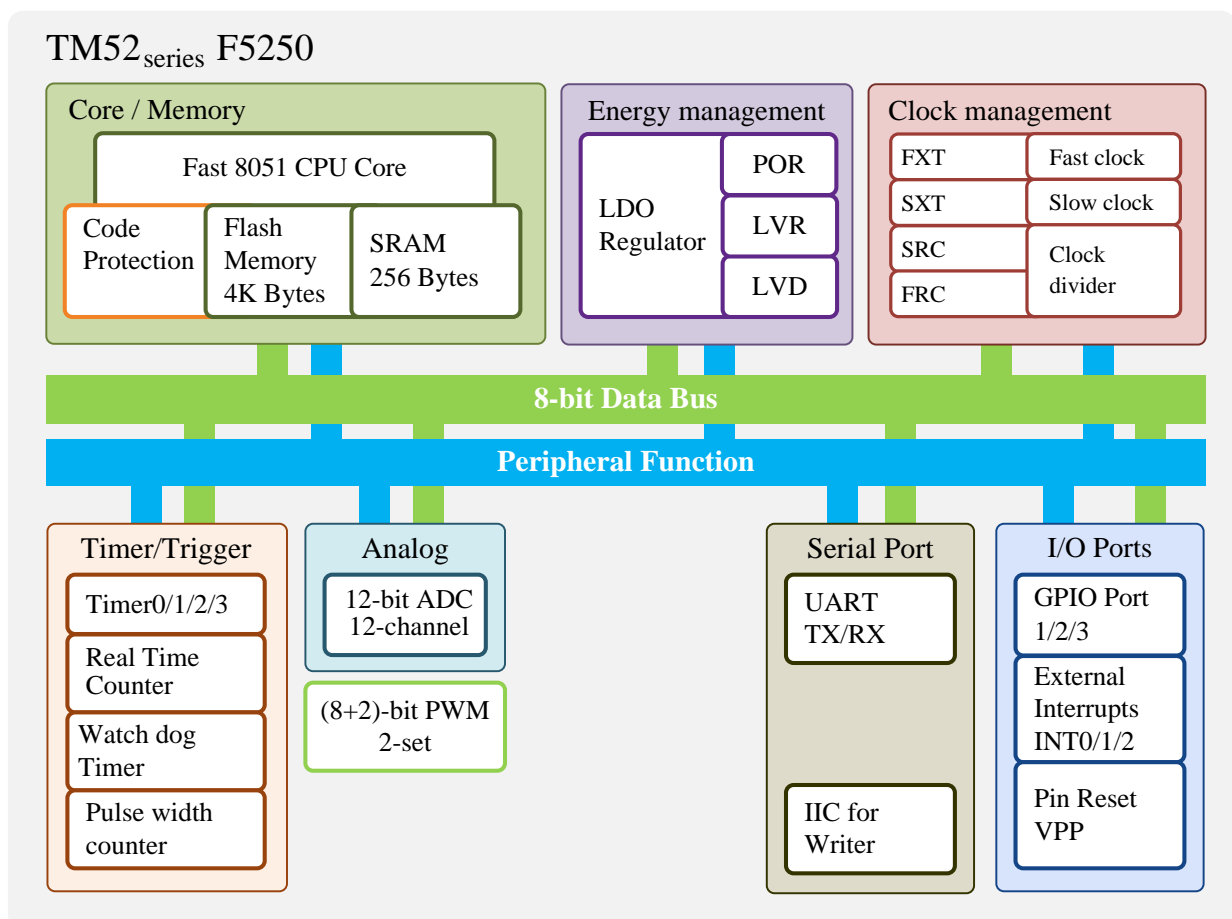 TM52series F5250
Core / Memory
Fast 8051 CPU Core
Code
Protection
Flash
Memory
4K Bytes
SRAM
256 Bytes
Energy management
LDO
Regulator
POR
LVR
LVD
Clock management
FXT
SXT
SRC
FRC
Fast clock
Slow clock
Clock
divider
8-bit Data Bus
Peripheral Function
Timer/Trigger
Timer0/1/2/3
Real Time
Counter
Watch dog
Timer
Pulse width
counter
Analog
12-bit ADC
12-channel
(8+2)-bit PWM
2-set
Serial Port
UART
TX/RX
IIC for
Writer
I/O Ports
GPIO Port
1/2/3
External
Interrupts
INT0/1/2
Pin Reset
VPP